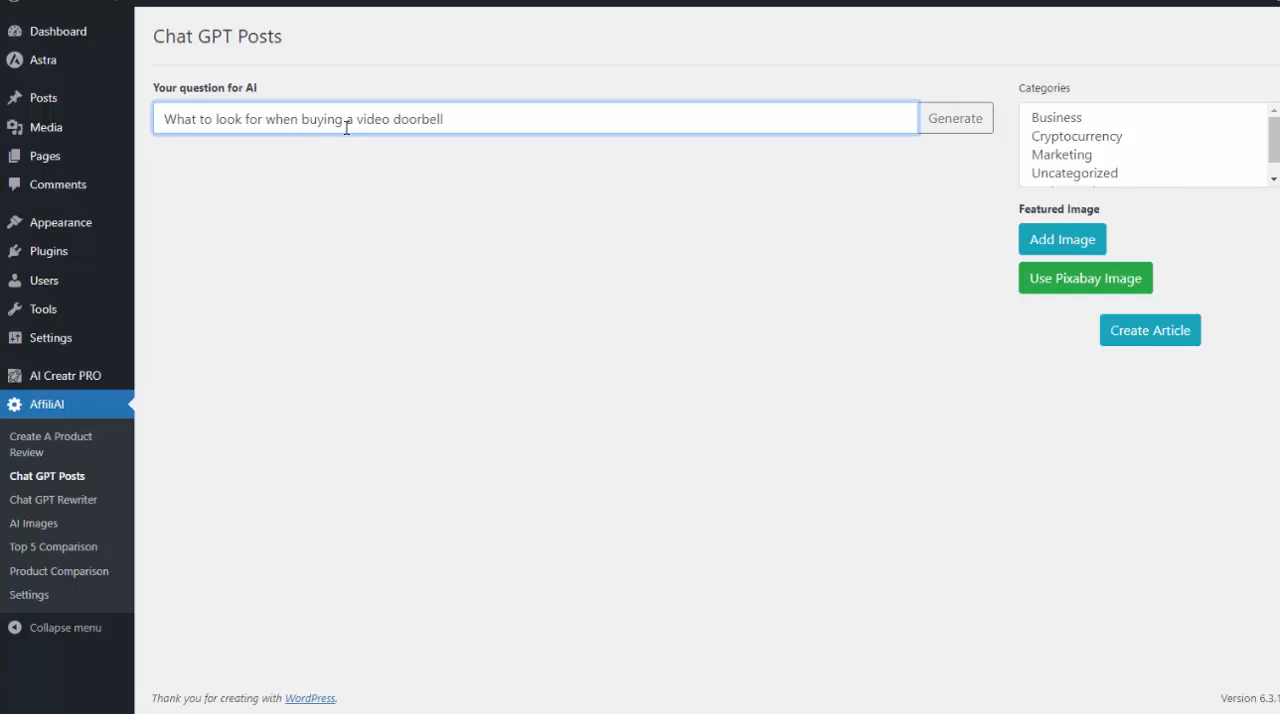 Dashboard
Astra
Posts
Media
Pages
Comments
Appearance
Plugins
Users
Tools
Settings
AI Creatr PRO
AffiliAI
Create A Product
Review
Chat GPT Posts
Chat GPT Rewriter
AI Images
Top 5 Comparison
Product Comparison
Settings
Collapse menu
Chat GPT Posts
Your question for AI
What to look for when buying a video doorbell
Generate
Categories
Business
Cryptocurrency
Marketing
Uncategorized
Featured Image
Add Image
Use Pixabay Image
Create Article
Thank you for creating with WordPress.
Version 6.3.1